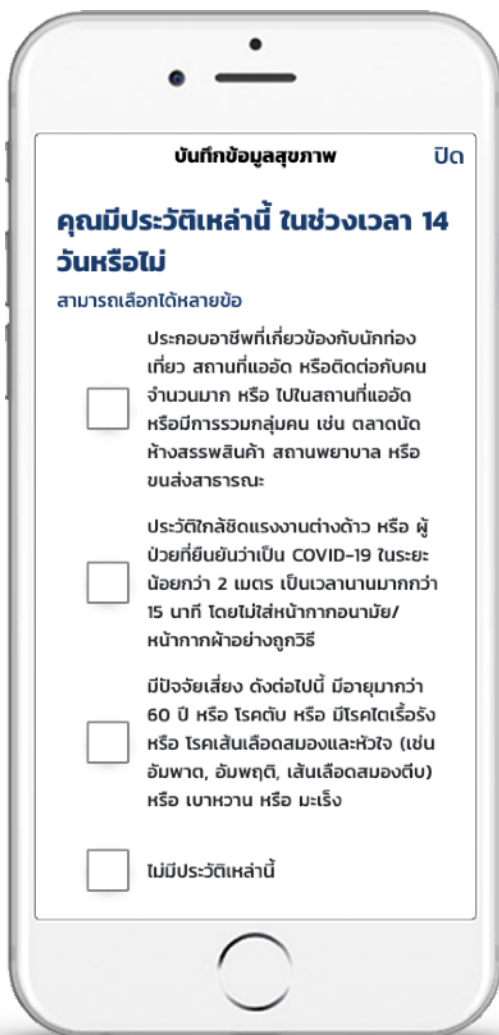 บันทึกข้อมูลสุขภาพ ปิด
คุณมีประวัติเหล่านี้ ในช่วงเวลา 14
วันหรือไม่
สามารถเลือกได้หลายข้อ
ประกอบอาชีพที่เกี่ยวข้องกับนักท่อง
เที่ยว สถานที่แออัด หรือติดต่อกับคน
จำนวนมาก หรือ ไปในสถานที่แออัด
หรือมีการรวมกลุ่มคน เช่น ตลาดนัด
ห้างสรรพสินค้า สถานพยาบาล หรือ
ขนส่งสาธารณะ
ประวัติใกล้ชิดแรงงานต่างด้าว หรือ ผู้
ป่วยที่ยืนยันว่าเป็น COVID-19 ในระยะ
น้อยกว่า 2 เมตร เป็นเวลานานมากกว่า
15 นาที โดยไม่ใส่หน้ากากอนามัย/
หน้ากากผ้าอย่างถูกวิธี
มีปัจจัยเสี่ยง ดังต่อไปนี้ มีอายุมากว่า
60 ปี หรือ โรคตับ หรือ มีโรคไตเรื้อรัง
หรือ โรคเส้นเลือดสมองและหัวใจ (เช่น
อัมพาต, อัมพฤติ, เส้นเลือดสมองตีบ)
หรือ เบาหวาน หรือ มะเร็ง
ไม่มีประวัติเหล่านี้